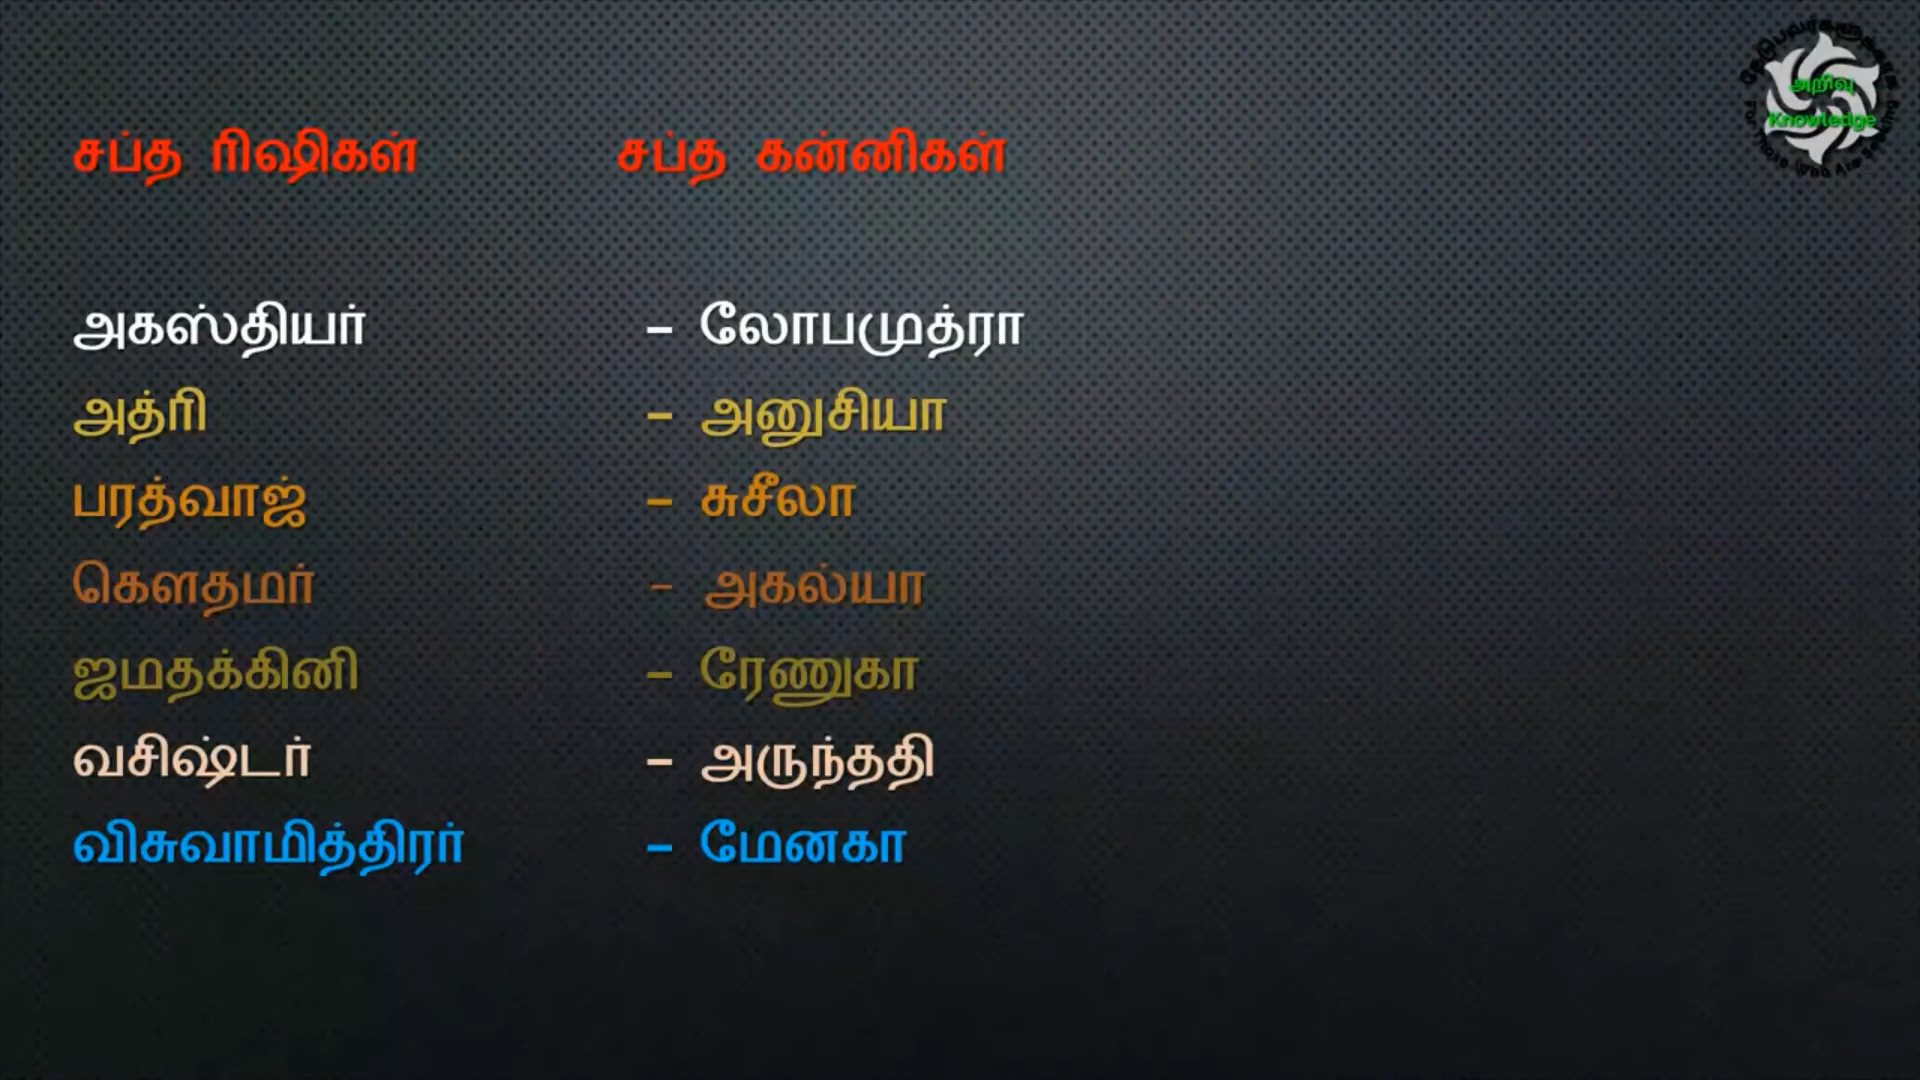 சப்த ரிஷிகள் சப்த கன்னிகள்
அகஸ்தியர் – லோபமுத்ரா
அத்ரி – அனுசியா
பரத்வாஜ் – சுசீலா
கௌதமர் - அகல்யா
ஜமதக்கினி – ரேணுகா
வசிஷ்டர் – அருந்ததி
விசுவாமித்திரர் – மேனகா
அறிவு
Knowledge